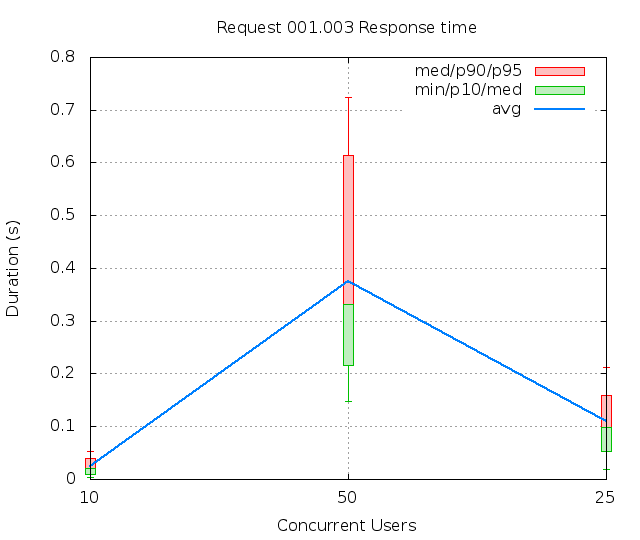 Request 001.003 Response time
med/p90/p95
min/p10/med
avg
0.8
0.7
0.6
0.5
0.4
0.3
0.2
0.1
0
Duration (s)
10 50 25
Concurrent Users